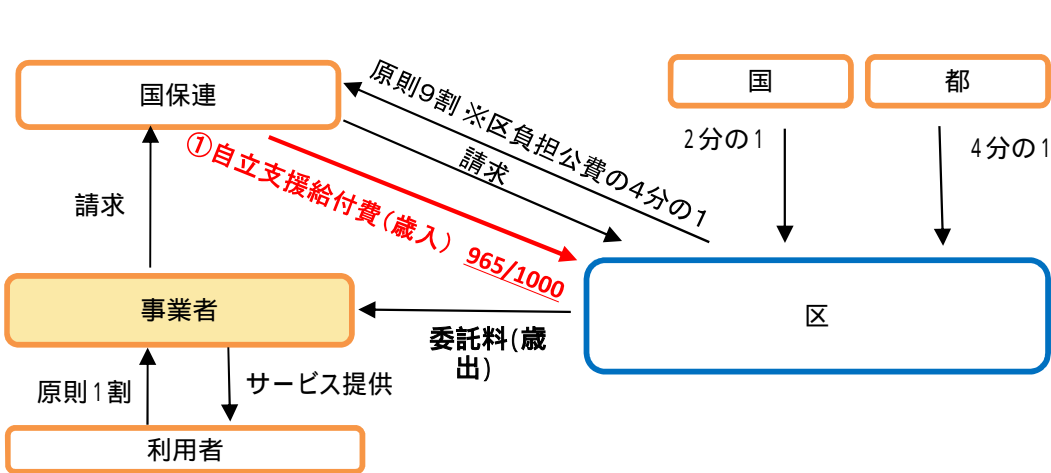 国保連
国
都
原則9割 ※区負担公費の4分の1
請求
①自立支援給付費(歳入) 965/1000
2分の1
4分の1
請求
事業者
区
委託料(歳
出)
原則1割
サービス提供
利用者